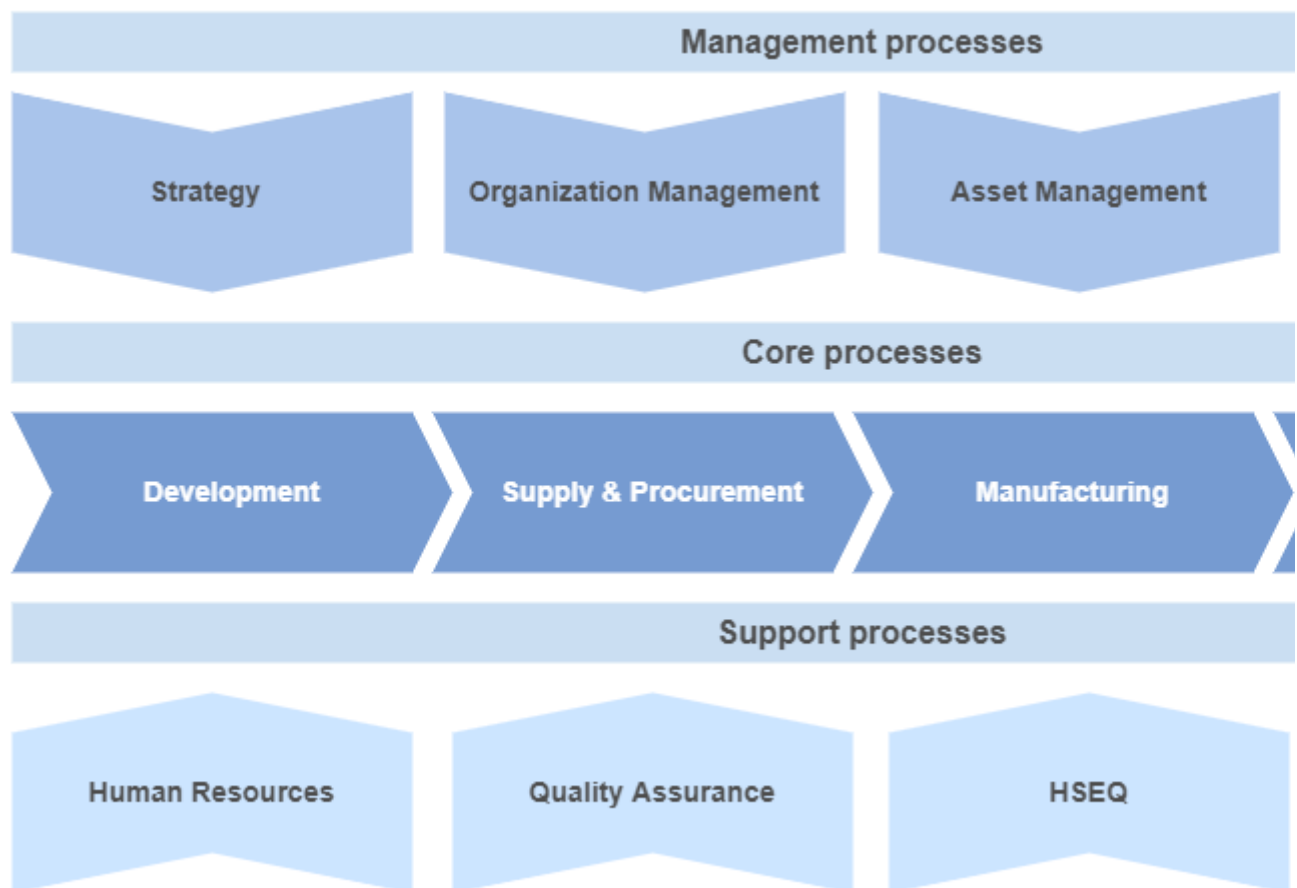 Management processes
Strategy
Organization Management
Asset Management
Core processes
Development
Supply & Procurement
Manufacturing
Support processes
Human Resources
Quality Assurance
HSEQ